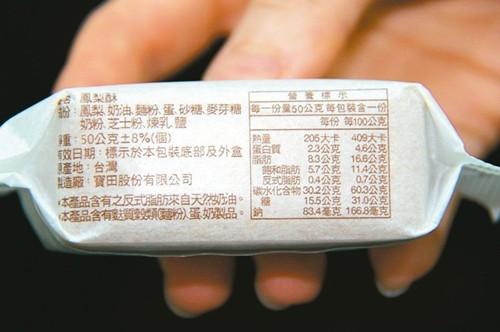 品名:鳳梨酥
成份:鳳梨,奶油,麵粉,蛋,砂糖,麥芽糖
奶粉,芝士粉,煉乳,鹽
淨重:50公克±8%(個)
有效日期:標示於本包裝底部及外盒
原產地:台灣
製造廠:寶田股份有限公司
*本產品含有之反式脂肪來自天然奶油。
*本產品含有麩質穀類(麵粉),蛋,奶製品。
營養標示
每一份量50公克 每包裝含一份
每份 每100公克
熱量 205大卡 409大卡
蛋白質 2.3公克 4.6公克
脂肪 8.3公克 16.6公克
飽和脂肪 5.7公克 11.4公克
反式脂肪 0.4公克 0.7公克
碳水化合物 30.2公克 60.3公克
糖 15.5公克 31.0公克
鈉 83.4毫克 166.8毫克